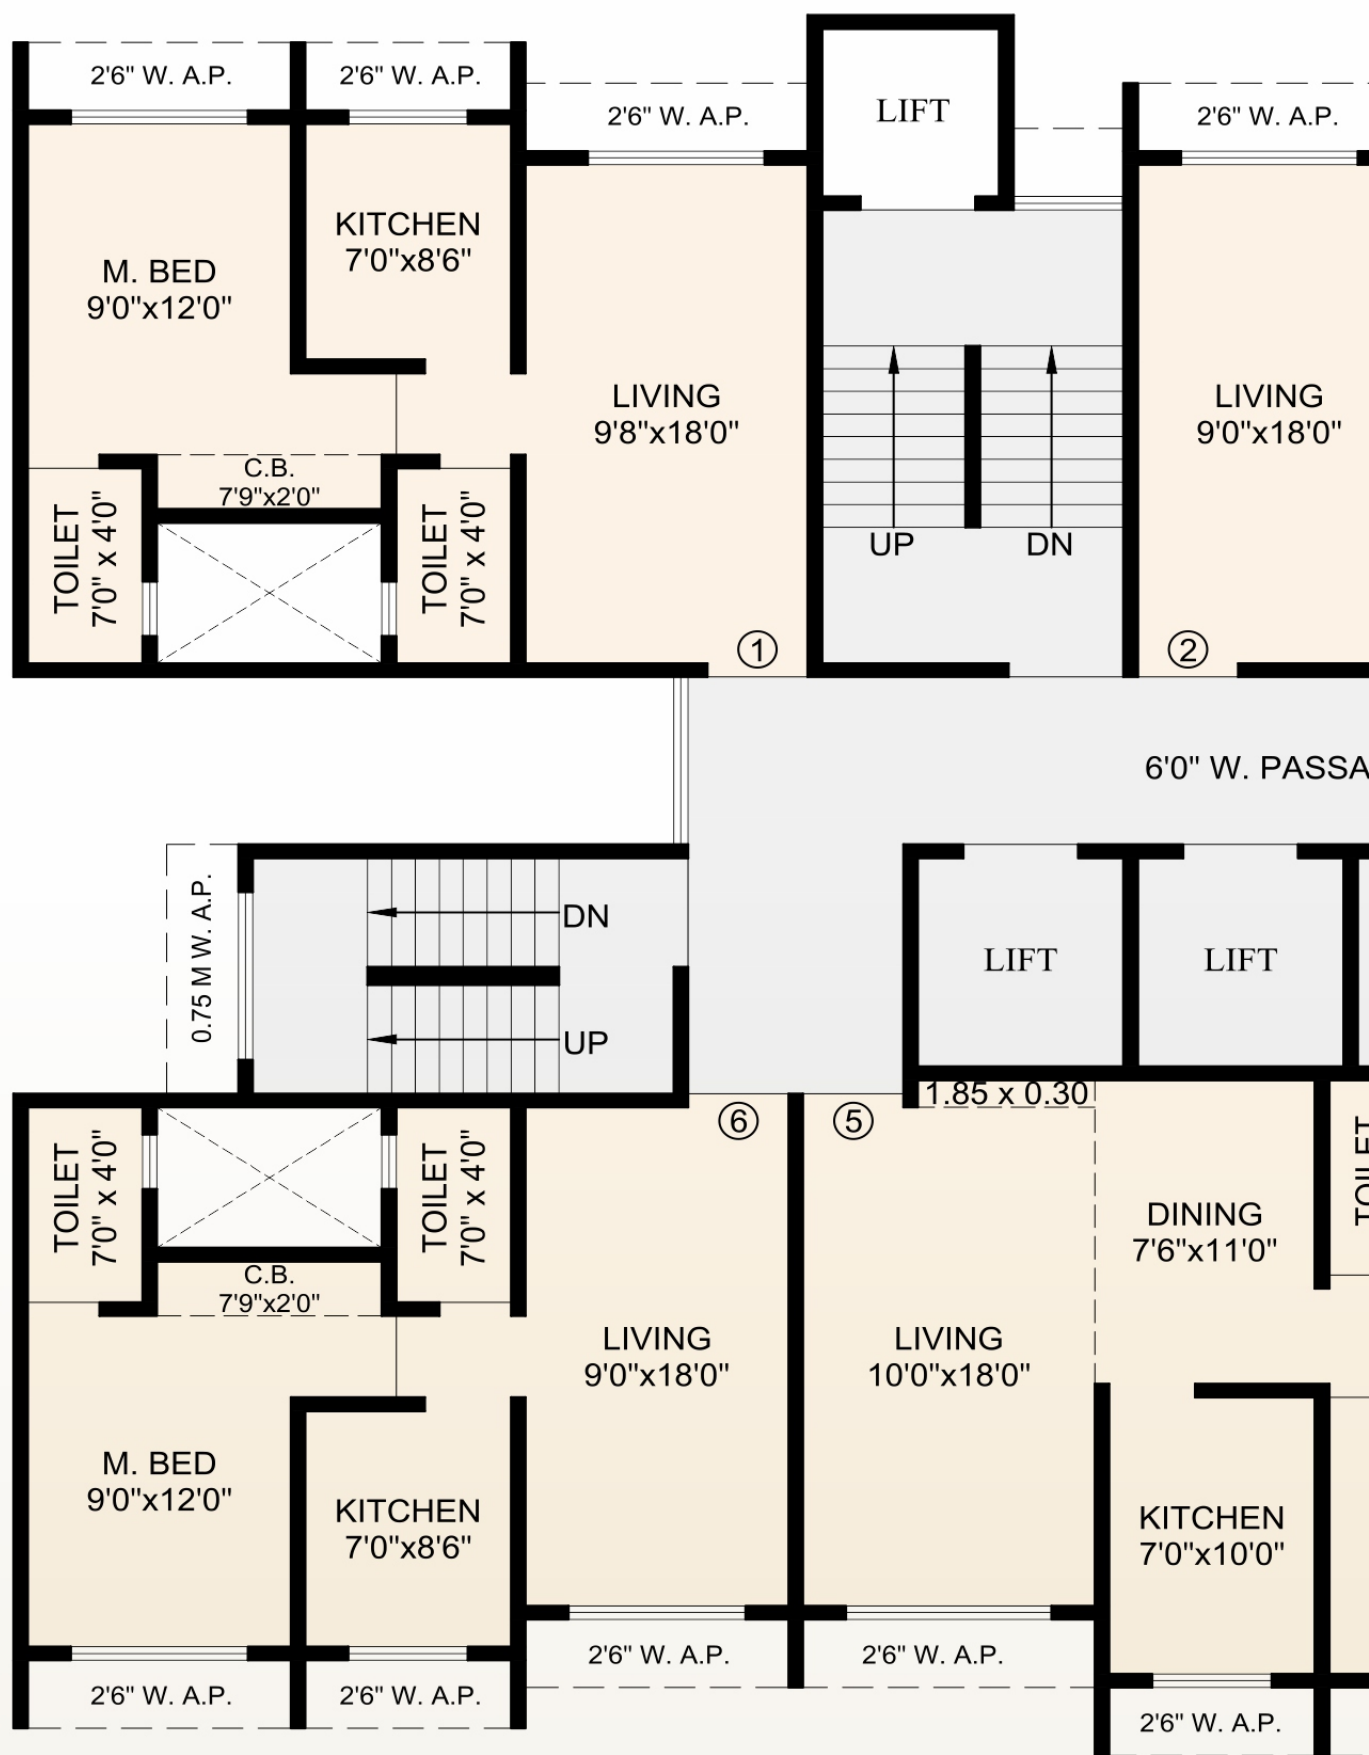 2'6" W. A.P.
2'6" W. A.P.
2'6" W. A.P.
LIFT
2'6" W. A.P.
KITCHEN
7'0"x8'6"
M. BED
9'0"x12'0"
LIVING
9'8"x18'0"
LIVING
9'0"x18'0"
C.B.
7'9"x2'0"
TOILET
7'0" x 4'0"
TOILET
7'0" x 4'0"
UP
DN
1
2
6'0" W. PASSA
0.75 M W. A.P.
DN
UP
LIFT
LIFT
1.85 x 0.30
6
5
TOILET
7'0" x 4'0"
TOILET
7'0" x 4'0"
TOILET
C.B.
7'9"x2'0"
DINING
7'6"x11'0"
LIVING
9'0"x18'0"
LIVING
10'0"x18'0"
M. BED
9'0"x12'0"
KITCHEN
7'0"x8'6"
KITCHEN
7'0"x10'0"
2'6" W. A.P.
2'6" W. A.P.
2'6" W. A.P.
2'6" W. A.P.
2'6" W. A.P.